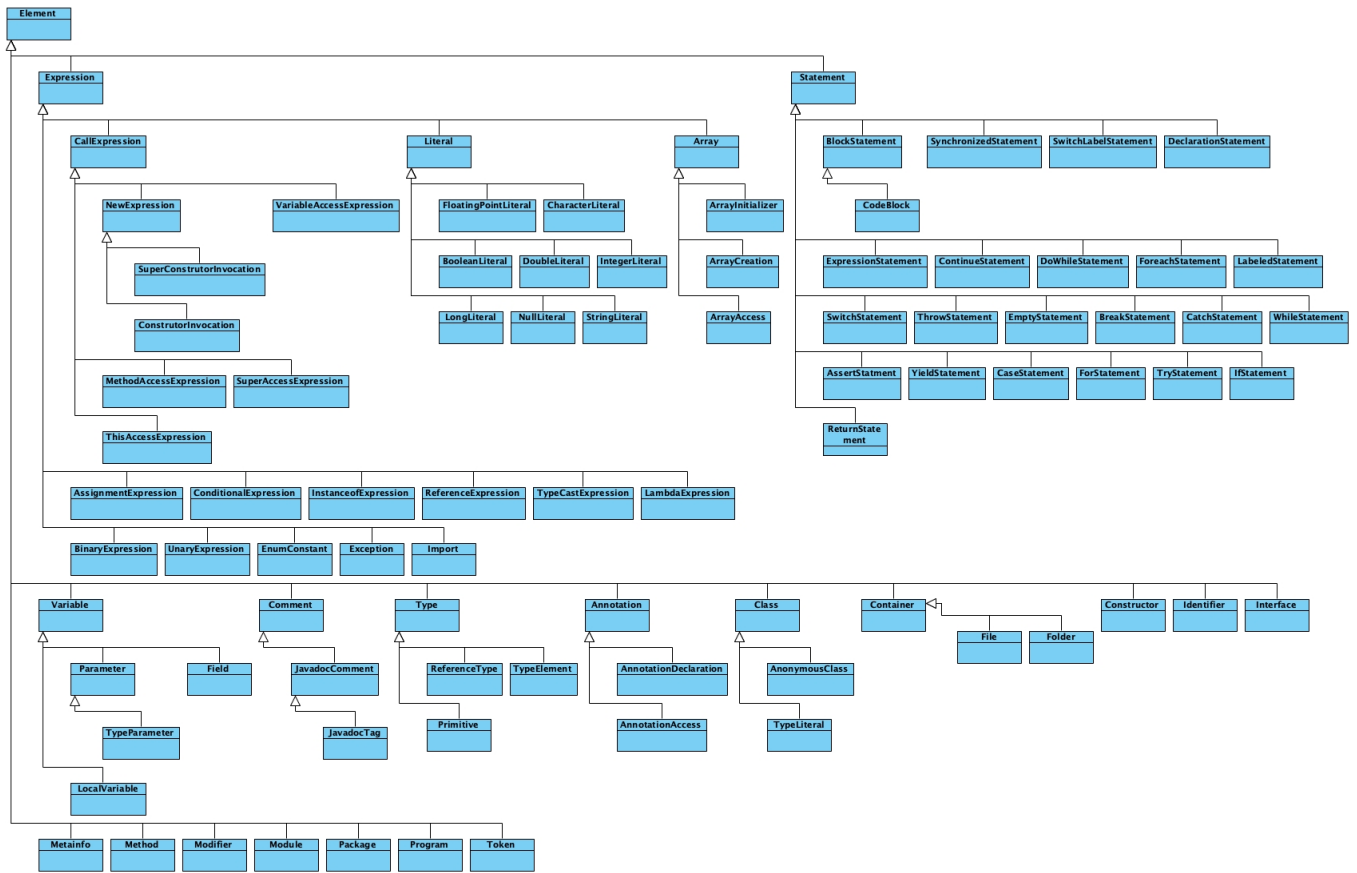 Element
Expression
Statement
CallExpression
Literal
Array
BlockStatement
SynchronizedStatement
SwitchLabelStatement
DeclarationStatement
NewExpression
VariableAccessExpression
FloatingPointLiteral
CharacterLiteral
ArrayInitializer
CodeBlock
SuperConstrutorInvocation
BooleanLiteral
DoubleLiteral
IntegerLiteral
ArrayCreation
ExpressionStatement
ContinueStatement
DoWhileStatement
ForeachStatement
LabeledStatement
ConstrutorInvocation
LongLiteral
NullLiteral
StringLiteral
ArrayAccess
SwitchStatement
ThrowStatement
EmptyStatement
BreakStatement
CatchStatement
WhileStatement
MethodAccessExpression
SuperAccessExpression
AssertStatment
YieldStatement
CaseStatement
ForStatement
TryStatement
IfStatement
ThisAccessExpression
ReturnState
ment
AssignmentExpression
ConditionalExpression
InstanceofExpression
ReferenceExpression
TypeCastExpression
LambdaExpression
BinaryExpression
UnaryExpression
EnumConstant
Exception
Import
Variable
Comment
Type
Annotation
Class
Container
Constructor
Identifier
Interface
File
Folder
Parameter
Field
JavadocComment
ReferenceType
TypeElement
AnnotationDeclaration
AnonymousClass
TypeParameter
JavadocTag
Primitive
AnnotationAccess
TypeLiteral
LocalVariable
Metainfo
Method
Modifier
Module
Package
Program
Token